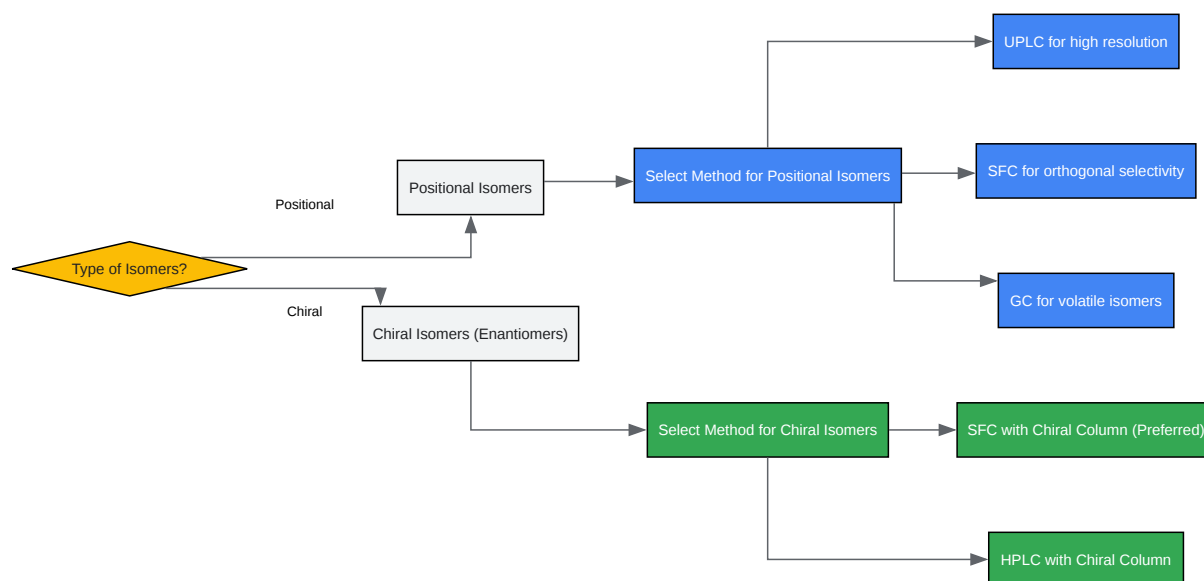 UPLC for high resolution
Positional Isomers
Select Method for Positional Isomers
SFC for orthogonal selectivity
Positional
Type of Isomers?
GC for volatile isomers
Chiral
Chiral Isomers (Enantiomers)
Select Method for Chiral Isomers
SFC with Chiral Column (Preferred)
HPLC with Chiral Column